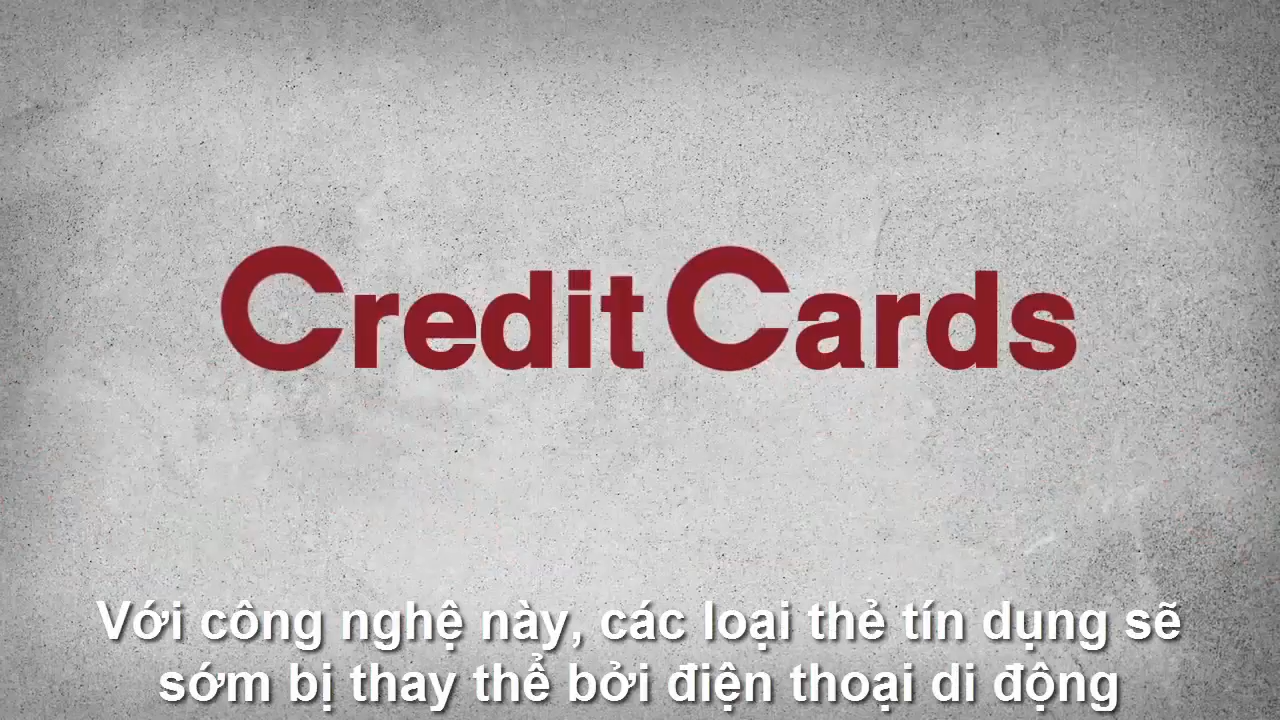 Credit Cards
Với công nghệ này, các loại thẻ tín dụng sẽ
sớm bị thay thể bởi điện thoại di động